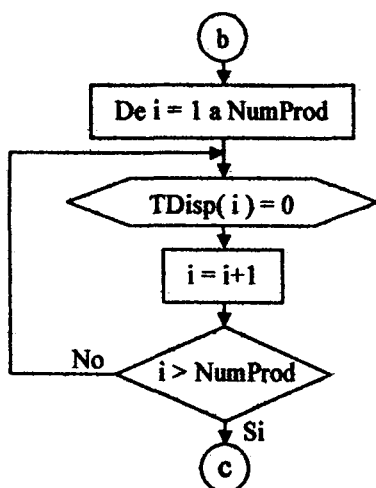 b
De i = 1 a NumProd
TDisp( i ) = 0
i = i+1
i > NumProd
No
Si
c